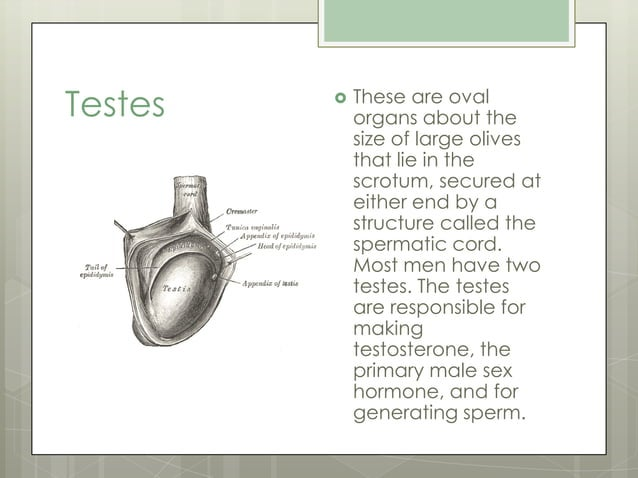 Testes
Spermat
cord
Cremaster
Tunica vaginalis
Appendix of epididymis
Head of epididymis
Tail of
epididymis
Testis
Appendix of testis
These are oval
organs about the
size of large olives
that lie in the
scrotum, secured at
either end by a
structure called the
spermatic cord.
Most men have two
testes. The testes
are responsible for
making
testosterone, the
primary male sex
hormone, and for
generating sperm.